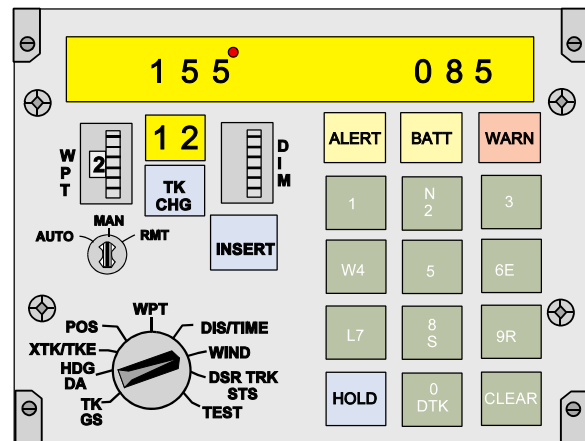 155 085
WPT
2
12
DIM
TK
CHG
INSERT
ALERT BATT WARN
1 N
2 3
W4 5 6E
L7 8
S 9R
HOLD 0
DTK CLEAR
AUTO MAN RMT
WPT
POS DIS/TIME
XTK/TKE WIND
HDG
DA DSR TRK
STS
TK
GS TEST